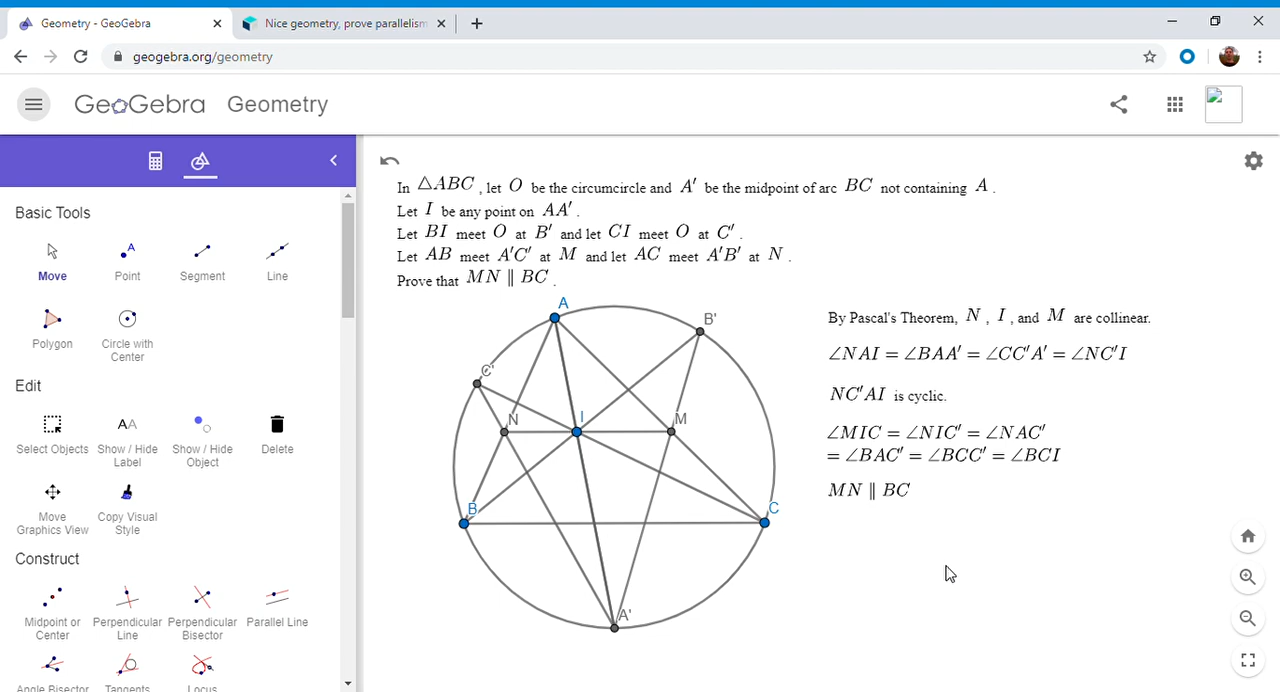 Geometry - GeoGebra
Nice geometry, prove parallelism
geogebra.org/geometry
GeoGebra Geometry
Basic Tools
Move Point Segment Line
Polygon Circle with Center
Edit
Select Objects Show / Hide Label Show / Hide Object Delete
Move Graphics View Copy Visual Style
Construct
Midpoint or Center Perpendicular Line Perpendicular Bisector Parallel Line
Angle Bisector Tangents Locus
In △ABC , let O be the circumcircle and A′ be the midpoint of arc BC not containing A .
Let I be any point on AA′ .
Let BI meet O at B′ and let CI meet O at C′ .
Let AB meet A′C′ at M and let AC meet A′B′ at N .
Prove that MN ∥ BC .
A
B'
C'
N
I
M
B
C
A'
By Pascal's Theorem, N , I , and M are collinear.
∠NAI = ∠BAA′ = ∠CC′A′ = ∠NC′I
NC′AI is cyclic.
∠MIC = ∠NIC′ = ∠NAC′
= ∠BAC′ = ∠BCC′ = ∠BCI
MN ∥ BC